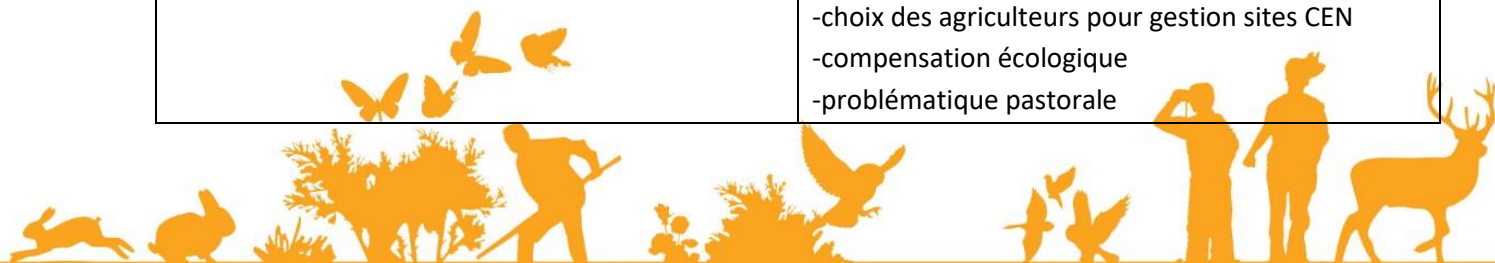 -choix des agriculteurs pour gestion sites CEN
-compensation écologique
-problématique pastorale